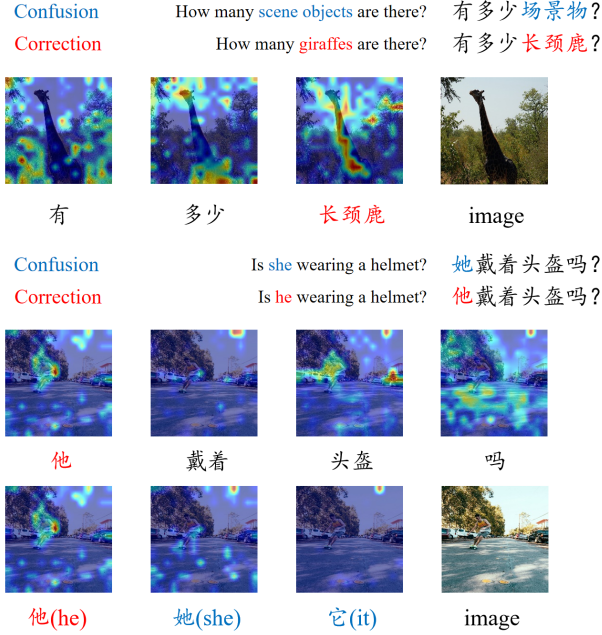 Confusion How many scene objects are there? 有多少场景物？
Correction How many giraffes are there? 有多少长颈鹿？
有 多少 长颈鹿 image
Confusion Is she wearing a helmet? 她戴着头盔吗？
Correction Is he wearing a helmet? 他戴着头盔吗？
他 戴着 头盔 吗
他(he) 她(she) 它(it) image